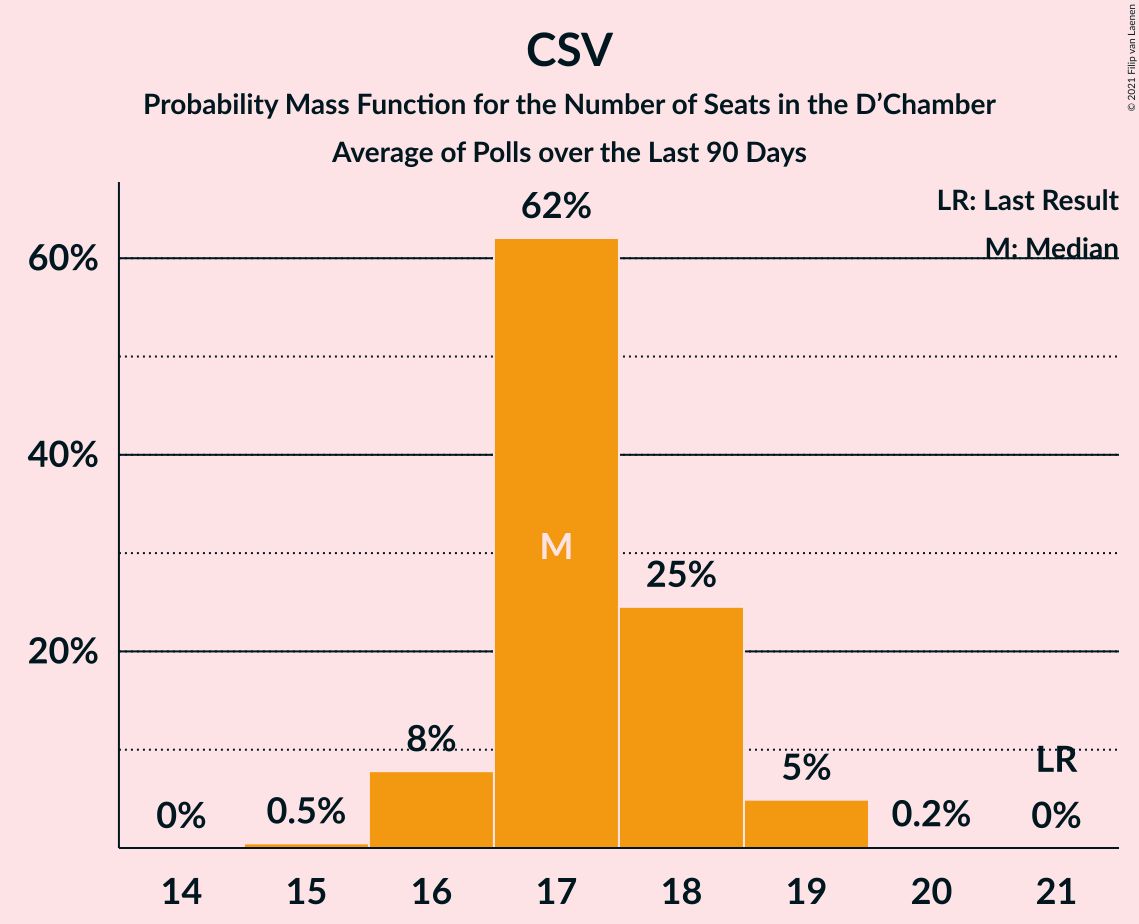 CSV
Probability Mass Function for the Number of Seats in the D’Chamber
Average of Polls over the Last 90 Days
© 2021 Filip van Laenen
LR: Last Result
M: Median
60%
40%
20%
0%
0.5%
8%
62%
M
25%
5%
0.2%
LR
0%
14 15 16 17 18 19 20 21